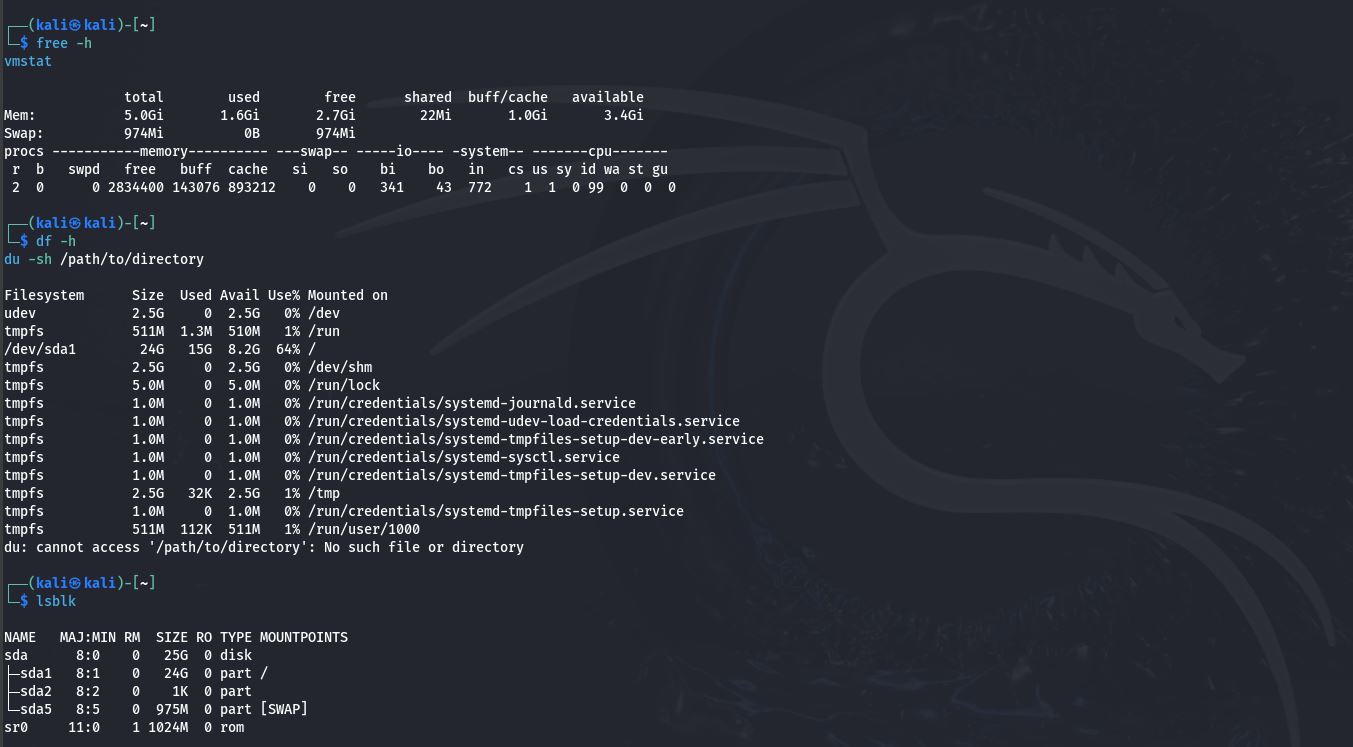 ┌──(kali㉿kali)-[~]
└─$ free -h
vmstat

               total        used        free      shared  buff/cache   available
Mem:           5.0Gi       1.6Gi       2.7Gi        22Mi       1.0Gi       3.4Gi
Swap:          974Mi          0B       974Mi
procs -----------memory---------- ---swap-- -----io---- -system-- -------cpu-------
 r  b   swpd   free   buff  cache   si   so    bi    bo   in   cs us sy id wa st gu
 2  0      0 2834400 143076 893212    0    0   341    43  772    1  1  0 99  0  0  0

┌──(kali㉿kali)-[~]
└─$ df -h
du -sh /path/to/directory

Filesystem      Size  Used Avail Use% Mounted on
udev            2.5G     0  2.5G   0% /dev
tmpfs           511M  1.3M  510M   1% /run
/dev/sda1        24G   15G  8.2G  64% /
tmpfs           2.5G     0  2.5G   0% /dev/shm
tmpfs           5.0M     0  5.0M   0% /run/lock
tmpfs           1.0M     0  1.0M   0% /run/credentials/systemd-journald.service
tmpfs           1.0M     0  1.0M   0% /run/credentials/systemd-udev-load-credentials.service
tmpfs           1.0M     0  1.0M   0% /run/credentials/systemd-tmpfiles-setup-dev-early.service
tmpfs           1.0M     0  1.0M   0% /run/credentials/systemd-sysctl.service
tmpfs           1.0M     0  1.0M   0% /run/credentials/systemd-tmpfiles-setup-dev.service
tmpfs           2.5G   32K  2.5G   1% /tmp
tmpfs           1.0M     0  1.0M   0% /run/credentials/systemd-tmpfiles-setup.service
tmpfs           511M  112K  511M   1% /run/user/1000
du: cannot access '/path/to/directory': No such file or directory

┌──(kali㉿kali)-[~]
└─$ lsblk

NAME   MAJ:MIN RM  SIZE RO TYPE MOUNTPOINTS
sda      8:0    0   25G  0 disk
├─sda1   8:1    0   24G  0 part /
├─sda2   8:2    0    1K  0 part
└─sda5   8:5    0  975M  0 part [SWAP]
sr0     11:0    1 1024M  0 rom